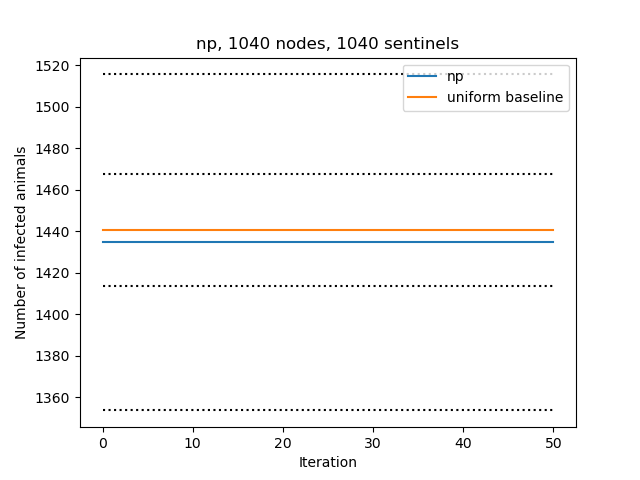 np, 1040 nodes, 1040 sentinels
1520
1500
1480
1460
1440
1420
1400
1380
1360
Number of infected animals
np
uniform baseline
0 10 20 30 40 50
Iteration